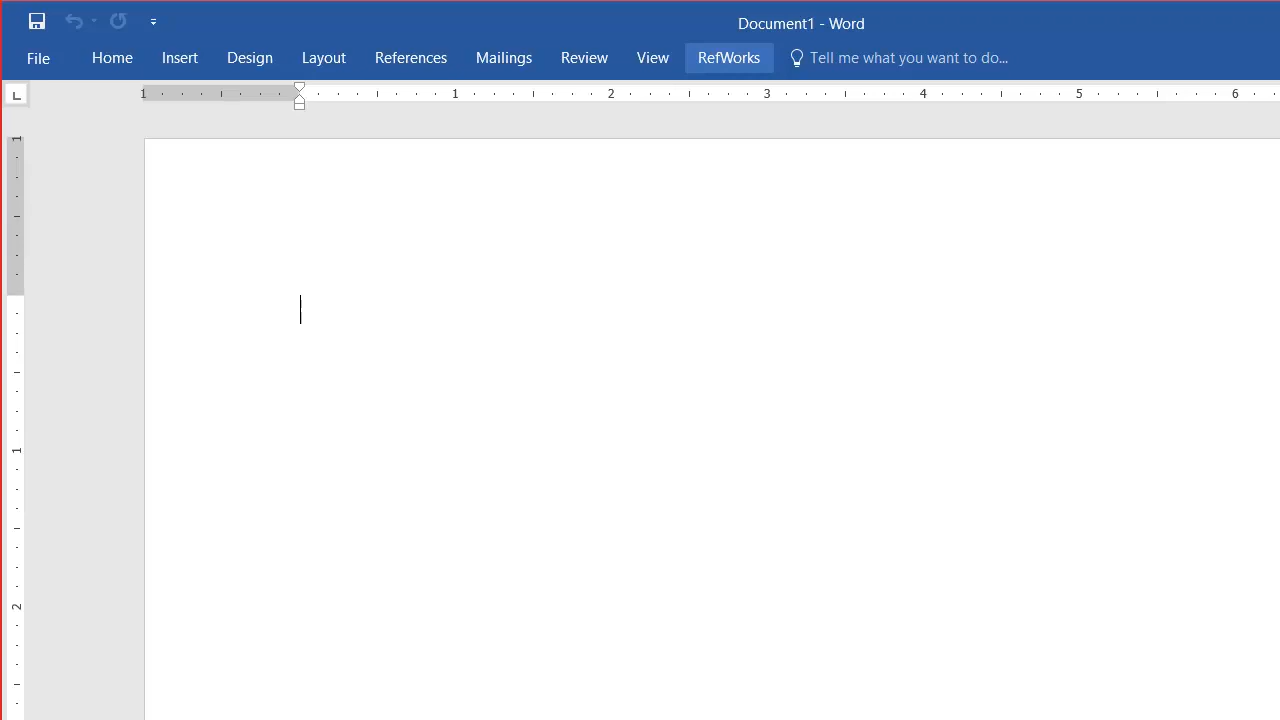 Document1 - Word
File Home Insert Design Layout References Mailings Review View RefWorks Tell me what you want to do...
1 1 2 3 4 5 6
1
1
2